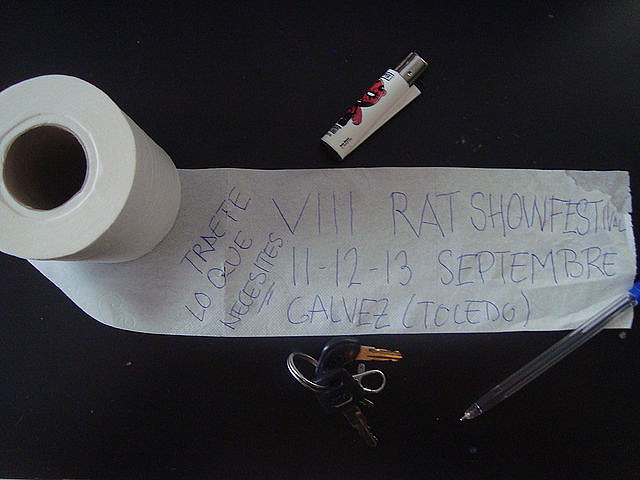 TRAETE
LO QUE
NECESITES
VIII RAT SHOWFESTIVAL
11-12-13 SEPTEMBRE
GALVEZ (TOLEDO)